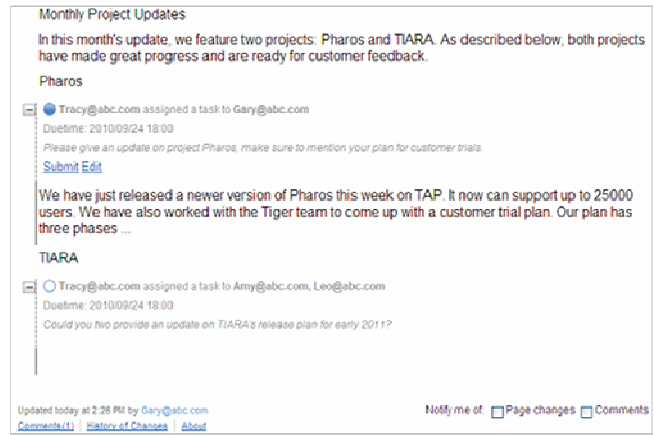 Monthly Project Updates
In this month's update, we feature two projects: Pharos and TIARA. As described below, both projects
have made great progress and are ready for customer feedback.
Pharos
Tracy@abc.com assigned a task to Gary@abc.com
Duetime: 2010/09/24 18:00
Please give an update on project Pharos, make sure to mention your plan for customer trials.
Submit Edit
We have just released a newer version of Pharos this week on TAP. It now can support up to 25000
users. We have also worked with the Tiger team to come up with a customer trial plan. Our plan has
three phases ...
TIARA
Tracy@abc.com assigned a task to Amy@abc.com, Leo@abc.com
Duetime: 2010/09/24 18:00
Could you two provide an update on TIARA's release plan for early 2011?
Updated today at 2:26 PM by Gary@abc.com
Notify me of: Page changes Comments
Comments (1) | History of Changes | About